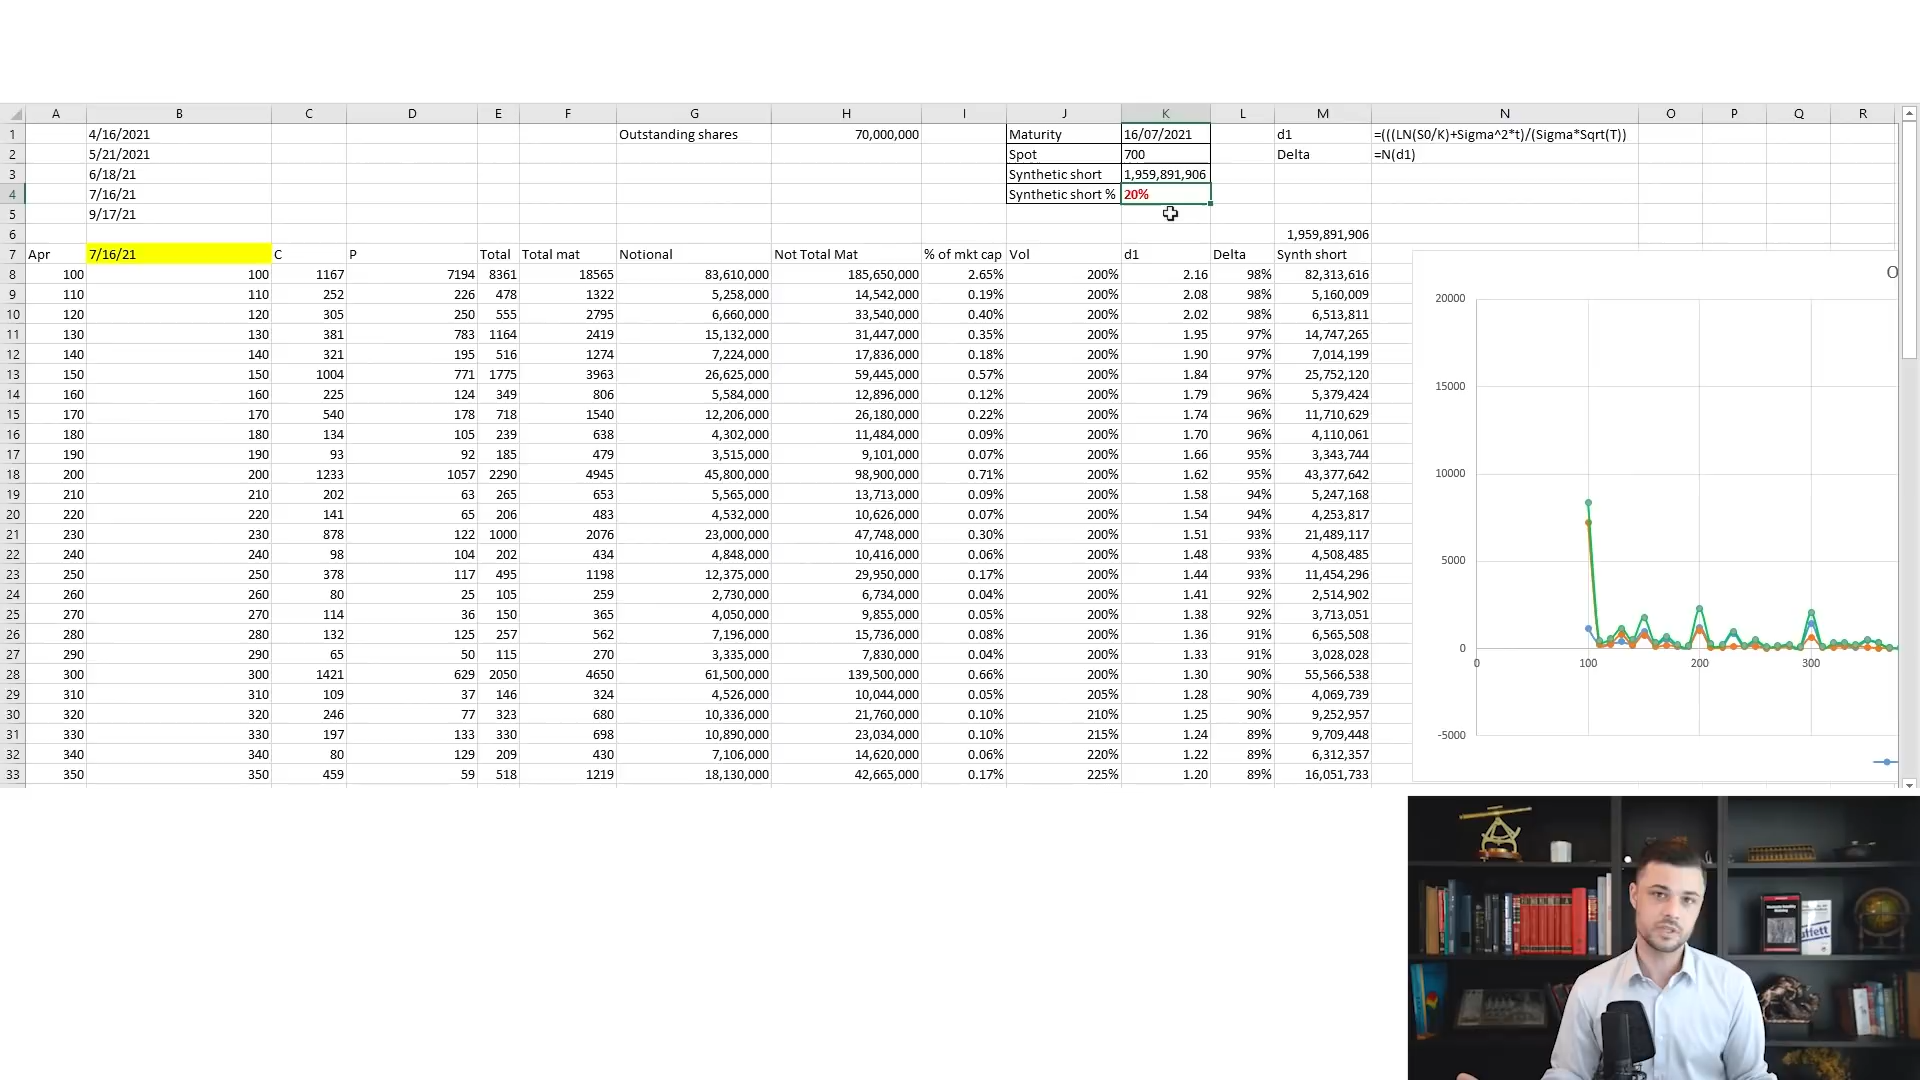 A B C D E F G H I J K L M N O P Q R
1 4/16/2021 Outstanding shares 70,000,000 Maturity 16/07/2021 d1 =(((LN(S0/K)+Sigma^2*t)/(Sigma*Sqrt(T))
2 5/21/2021 Spot 700 Delta =N(d1)
3 6/18/21 Synthetic short 1,959,891,906
4 7/16/21 Synthetic short % 20%
5 9/17/21
6 1,959,891,906
7 Apr 7/16/21 C P Total Total mat Notional Not Total Mat % of mkt cap Vol d1 Delta Synth short
8 100 100 1167 7194 8361 18565 83,610,000 185,650,000 2.65% 200% 2.16 98% 82,313,616
9 110 110 252 226 478 1322 5,258,000 14,542,000 0.19% 200% 2.08 98% 5,160,009
10 120 120 305 250 555 2795 6,660,000 33,540,000 0.40% 200% 2.02 98% 6,513,811
11 130 130 381 783 1164 2419 15,132,000 31,447,000 0.35% 200% 1.95 97% 14,747,265
12 140 140 321 195 516 1274 7,224,000 17,836,000 0.18% 200% 1.90 97% 7,014,199
13 150 150 1004 771 1775 3963 26,625,000 59,445,000 0.57% 200% 1.84 97% 25,752,120
14 160 160 225 124 349 806 5,584,000 12,896,000 0.12% 200% 1.79 96% 5,379,424
15 170 170 540 178 718 1540 12,206,000 26,180,000 0.22% 200% 1.74 96% 11,710,629
16 180 180 134 105 239 638 4,302,000 11,484,000 0.09% 200% 1.70 96% 4,110,061
17 190 190 93 92 185 479 3,515,000 9,101,000 0.07% 200% 1.66 95% 3,343,744
18 200 200 1233 1057 2290 4945 45,800,000 98,900,000 0.71% 200% 1.62 95% 43,377,642
19 210 210 202 63 265 653 5,565,000 13,713,000 0.09% 200% 1.58 94% 5,247,168
20 220 220 141 65 206 483 4,532,000 10,626,000 0.07% 200% 1.54 94% 4,253,817
21 230 230 878 122 1000 2076 23,000,000 47,748,000 0.30% 200% 1.51 93% 21,489,117
22 240 240 98 104 202 434 4,848,000 10,416,000 0.06% 200% 1.48 93% 4,508,485
23 250 250 378 117 495 1198 12,375,000 29,950,000 0.17% 200% 1.44 93% 11,454,296
24 260 260 80 25 105 259 2,730,000 6,734,000 0.04% 200% 1.41 92% 2,514,902
25 270 270 114 36 150 365 4,050,000 9,855,000 0.05% 200% 1.38 92% 3,713,051
26 280 280 132 125 257 562 7,196,000 15,736,000 0.08% 200% 1.36 91% 6,565,508
27 290 290 65 50 115 270 3,335,000 7,830,000 0.04% 200% 1.33 91% 3,028,028
28 300 300 1421 629 2050 4650 61,500,000 139,500,000 0.66% 200% 1.30 90% 55,566,538
29 310 310 109 37 146 324 4,526,000 10,044,000 0.05% 205% 1.28 90% 4,069,739
30 320 320 246 77 323 680 10,336,000 21,760,000 0.10% 210% 1.25 90% 9,252,957
31 330 330 197 133 330 698 10,890,000 23,034,000 0.10% 215% 1.24 89% 9,709,448
32 340 340 80 129 209 430 7,106,000 14,620,000 0.06% 220% 1.22 89% 6,312,357
33 350 350 459 59 518 1219 18,130,000 42,665,000 0.17% 225% 1.20 89% 16,051,733
O
20000
15000
10000
5000
0
0 100 200 300
-5000
ffett